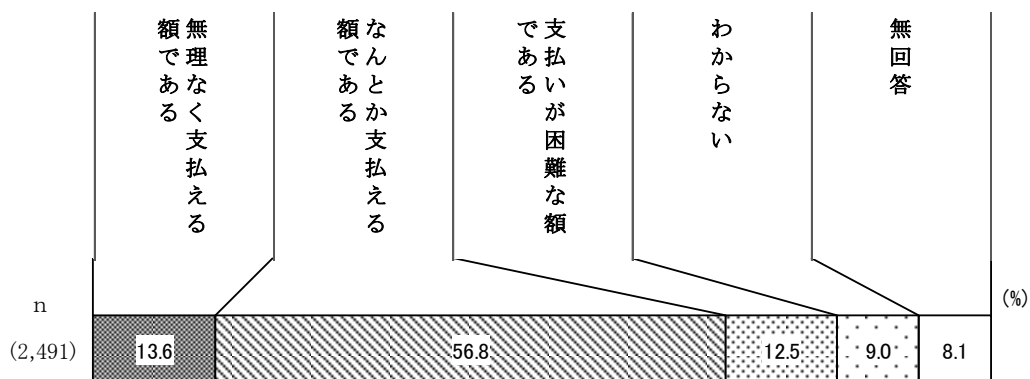 無理なく支払える
額である
なんとか支払える
額である
支払いが困難な額
である
わからない
無回答
(%)
n
(2,491)
13.6
56.8
12.5
9.0
8.1